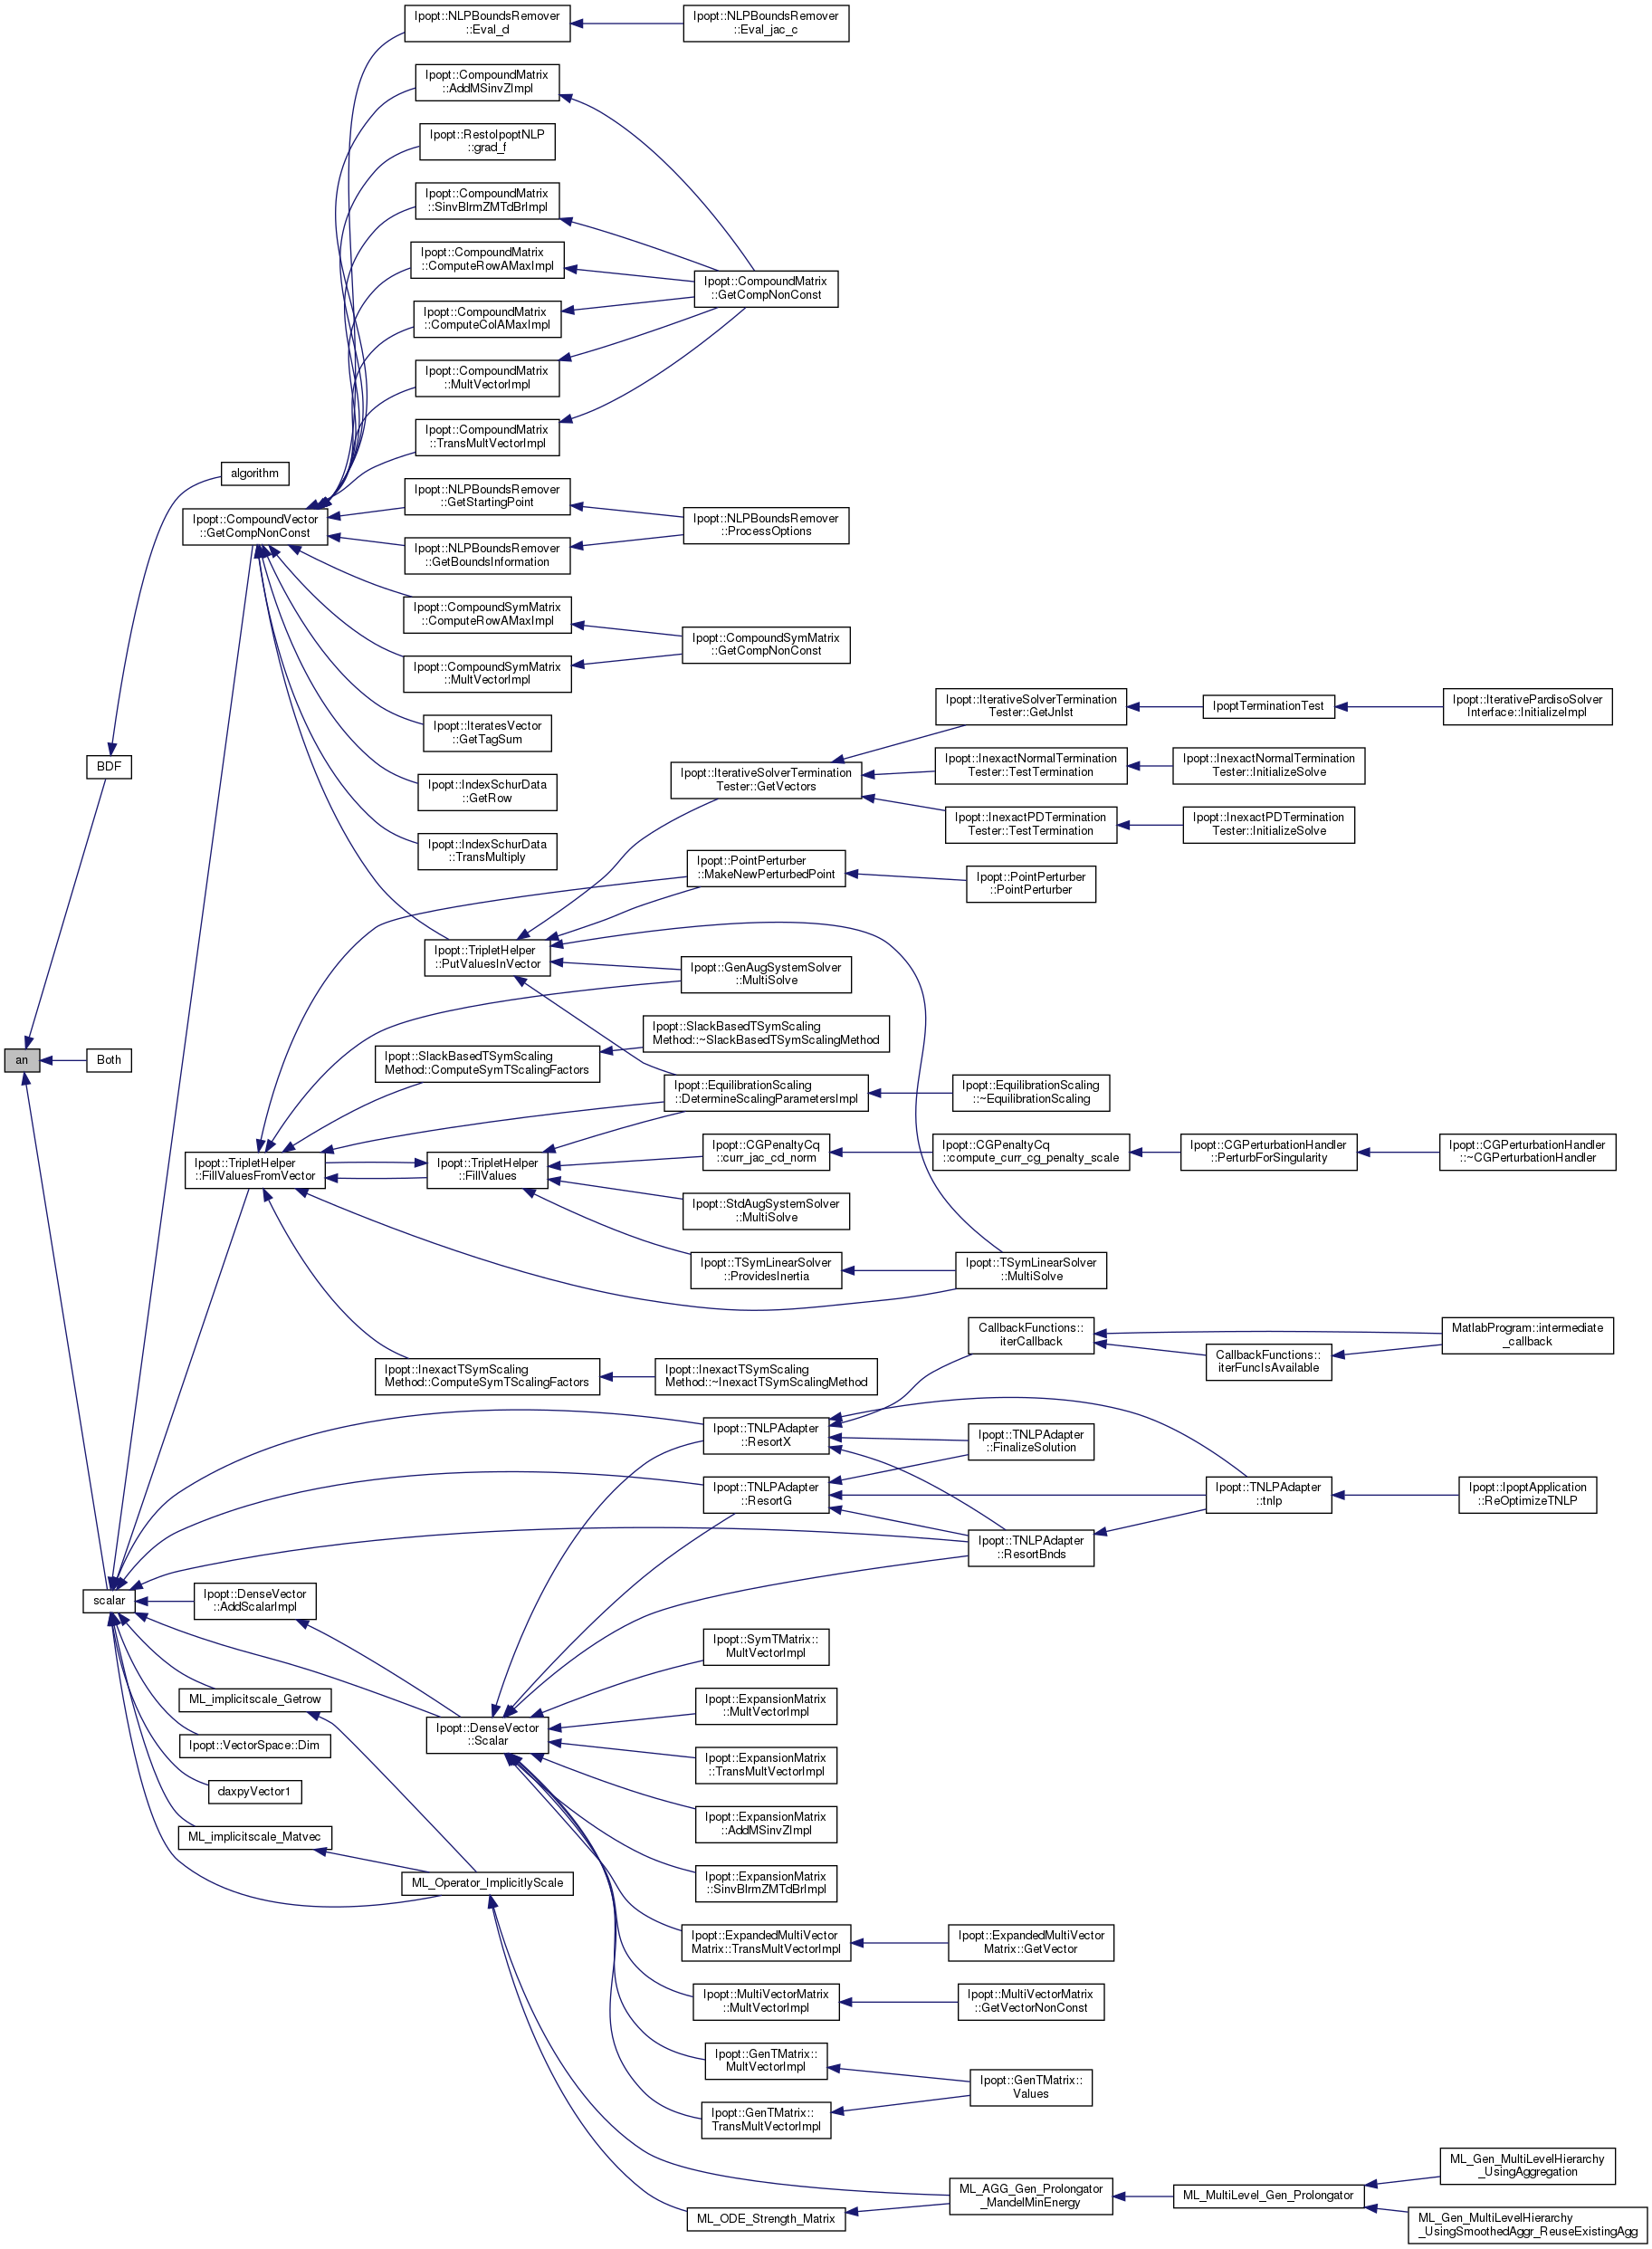 Ipopt::NLPBoundsRemover
::Eval_d
Ipopt::NLPBoundsRemover
::Eval_jac_c
Ipopt::CompoundMatrix
::AddMSinvZImpl
Ipopt::RestoIpoptNLP
::grad_f
Ipopt::CompoundMatrix
::SinvBlrmZMTdBrImpl
Ipopt::CompoundMatrix
::ComputeRowAMaxImpl
Ipopt::CompoundMatrix
::GetCompNonConst
Ipopt::CompoundMatrix
::ComputeColAMaxImpl
Ipopt::CompoundMatrix
::MultVectorImpl
Ipopt::CompoundMatrix
::TransMultVectorImpl
algorithm
Ipopt::CompoundVector
::GetCompNonConst
Ipopt::NLPBoundsRemover
::GetStartingPoint
Ipopt::NLPBoundsRemover
::ProcessOptions
Ipopt::NLPBoundsRemover
::GetBoundsInformation
Ipopt::CompoundSymMatrix
::ComputeRowAMaxImpl
Ipopt::CompoundSymMatrix
::GetCompNonConst
Ipopt::CompoundSymMatrix
::MultVectorImpl
Ipopt::IteratesVector
::GetTagSum
Ipopt::IterativeSolverTermination
Tester::GetJnlst
IpoptTerminationTest
Ipopt::IterativePardisoSolver
Interface::InitializeImpl
BDF
Ipopt::IndexSchurData
::GetRow
Ipopt::IterativeSolverTermination
Tester::GetVectors
Ipopt::InexactNormalTermination
Tester::TestTermination
Ipopt::InexactNormalTermination
Tester::InitializeSolve
Ipopt::IndexSchurData
::TransMultiply
Ipopt::InexactPDTermination
Tester::TestTermination
Ipopt::InexactPDTermination
Tester::InitializeSolve
Ipopt::PointPerturber
::MakeNewPerturbedPoint
Ipopt::PointPerturber
::PointPerturber
Ipopt::TripletHelper
::PutValuesInVector
Ipopt::GenAugSystemSolver
::MultiSolve
an
Both
Ipopt::SlackBasedTSymScaling
Method::ComputeSymTScalingFactors
Ipopt::SlackBasedTSymScaling
Method::~SlackBasedTSymScalingMethod
Ipopt::EquilibrationScaling
::DetermineScalingParametersImpl
Ipopt::EquilibrationScaling
::~EquilibrationScaling
Ipopt::TripletHelper
::FillValuesFromVector
Ipopt::TripletHelper
::FillValues
Ipopt::CGPenaltyCq
::curr_jac_cd_norm
Ipopt::CGPenaltyCq
::compute_curr_cg_penalty_scale
Ipopt::CGPerturbationHandler
::PerturbForSingularity
Ipopt::CGPerturbationHandler
::~CGPerturbationHandler
Ipopt::StdAugSystemSolver
::MultiSolve
Ipopt::TSymLinearSolver
::ProvidesInertia
Ipopt::TSymLinearSolver
::MultiSolve
CallbackFunctions::
iterCallback
CallbackFunctions::
iterFuncIsAvailable
MatlabProgram::intermediate
_callback
Ipopt::InexactTSymScaling
Method::ComputeSymTScalingFactors
Ipopt::InexactTSymScaling
Method::~InexactTSymScalingMethod
Ipopt::TNLPAdapter
::ResortX
Ipopt::TNLPAdapter
::FinalizeSolution
Ipopt::TNLPAdapter
::ResortG
Ipopt::TNLPAdapter
::tnlp
Ipopt::IpoptApplication
::ReOptimizeTNLP
Ipopt::TNLPAdapter
::ResortBnds
scalar
Ipopt::DenseVector
::AddScalarImpl
Ipopt::SymTMatrix::
MultVectorImpl
ML_implicitscale_Getrow
Ipopt::ExpansionMatrix
::MultVectorImpl
Ipopt::VectorSpace::Dim
Ipopt::DenseVector
::Scalar
Ipopt::ExpansionMatrix
::TransMultVectorImpl
daxpyVector1
Ipopt::ExpansionMatrix
::AddMSinvZImpl
ML_implicitscale_Matvec
ML_Operator_ImplicitlyScale
Ipopt::ExpansionMatrix
::SinvBlrmZMTdBrImpl
Ipopt::ExpandedMultiVector
Matrix::TransMultVectorImpl
Ipopt::ExpandedMultiVector
Matrix::GetVector
Ipopt::MultiVectorMatrix
::MultVectorImpl
Ipopt::MultiVectorMatrix
::GetVectorNonConst
Ipopt::GenTMatrix::
MultVectorImpl
Ipopt::GenTMatrix::
Values
Ipopt::GenTMatrix::
TransMultVectorImpl
ML_AGG_Gen_Prolongator
_MandelMinEnergy
ML_MultiLevel_Gen_Prolongator
ML_Gen_MultiLevelHierarchy
_UsingAggregation
ML_ODE_Strength_Matrix
ML_Gen_MultiLevelHierarchy
_UsingSmoothedAggr_ReuseExistingAgg